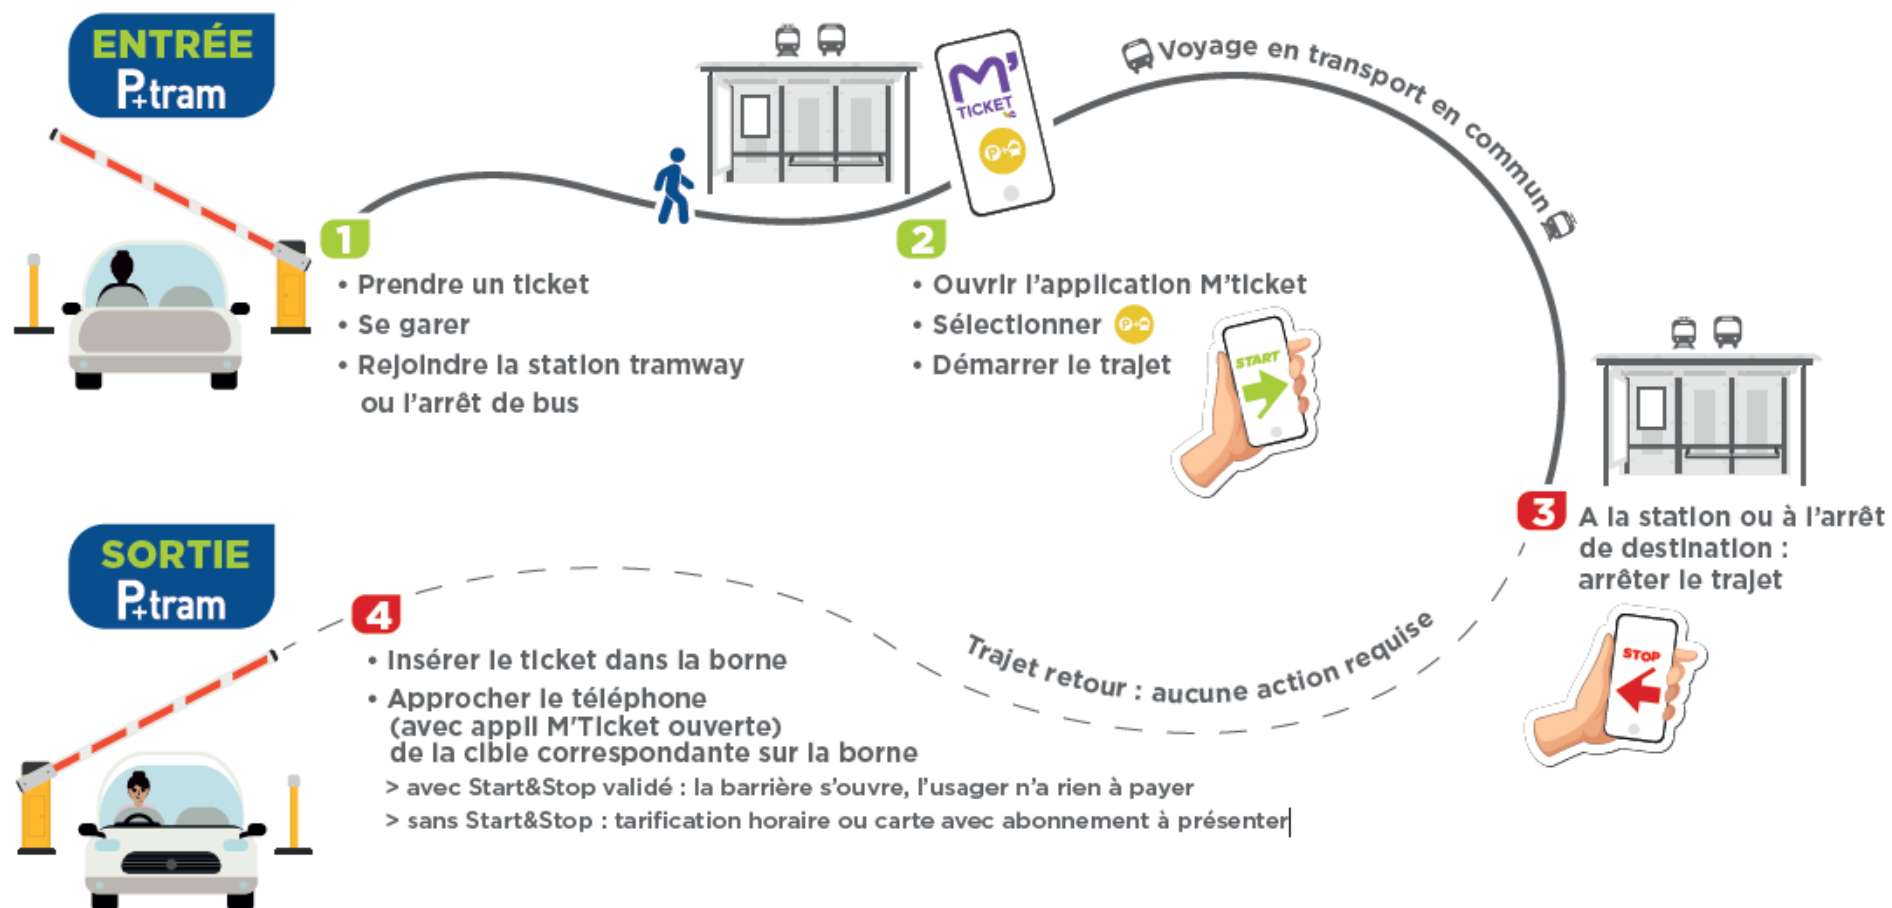 ENTRÉE
P+tram
M'
TICKET
P+
Voyage en transport en commun
1
• Prendre un ticket
• Se garer
• Rejoindre la station tramway
ou l'arrêt de bus
2
• Ouvrir l'application M'ticket
• Sélectionner P+
• Démarrer le trajet
START
3
A la station ou à l'arrêt
de destination :
arrêter le trajet
STOP
Trajet retour : aucune action requise
SORTIE
P+tram
4
• Insérer le ticket dans la borne
• Approcher le téléphone
(avec appli M'Ticket ouverte)
de la cible correspondante sur la borne
> avec Start&Stop validé : la barrière s'ouvre, l'usager n'a rien à payer
> sans Start&Stop : tarification horaire ou carte avec abonnement à présenter